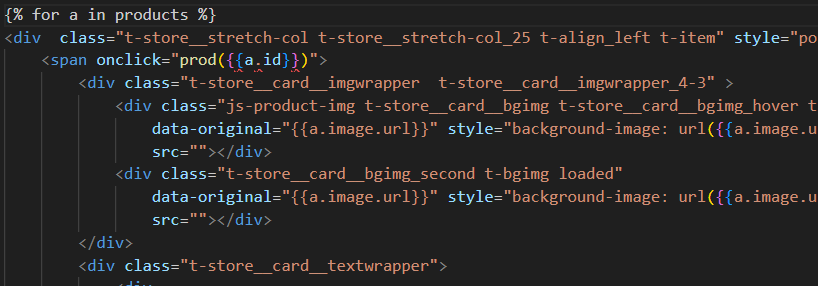 {% for a in products %}
<div  class="t-store__stretch-col t-store__stretch-col_25 t-align_left t-item" style="po
<span onclick="prod({{a.id}})">
<div class="t-store__card__imgwrapper  t-store__card__imgwrapper_4-3" >
<div class="js-product-img t-store__card__bgimg t-store__card__bgimg_hover t
data-original="{{a.image.url}}" style="background-image: url({{a.image.u
src=""></div>
<div class="t-store__card__bgimg_second t-bgimg loaded"
data-original="{{a.image.url}}" style="background-image: url({{a.image.u
src=""></div>
</div>
<div class="t-store__card__textwrapper">